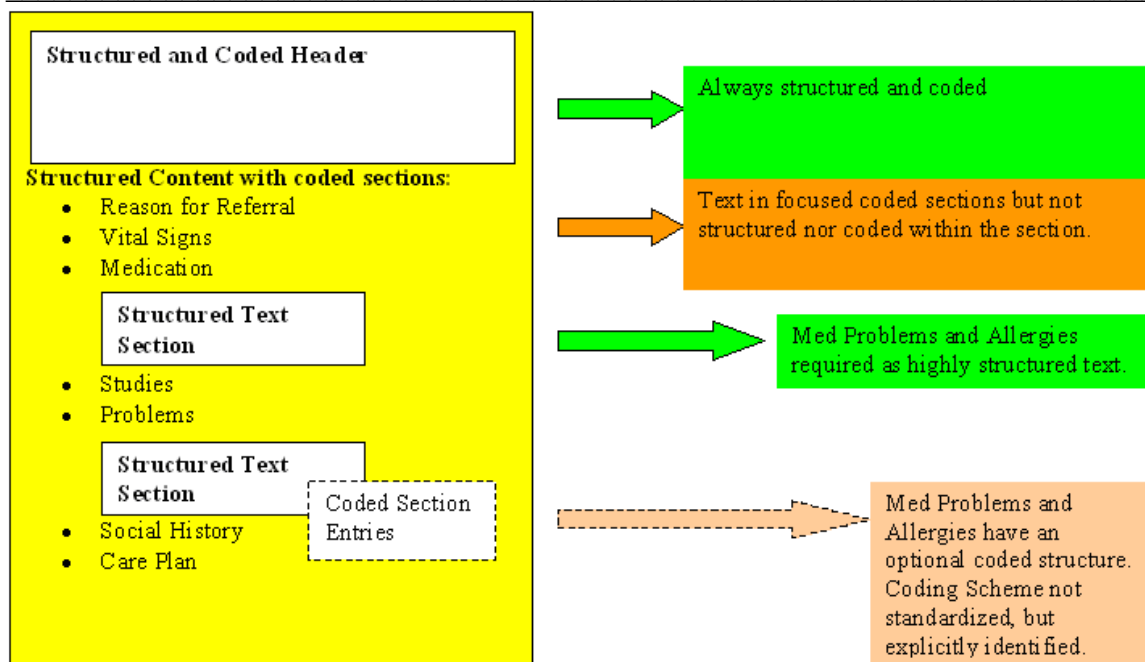 Structured and Coded Header
Structured Content with coded sections:
• Reason for Referral
• Vital Signs
• Medication
Structured Text
Section
• Studies
• Problems
Structured Text
Section
Coded Section
Entries
• Social History
• Care Plan
Always structured and coded
Text in focused coded sections but not
structured nor coded within the section.
Med Problems and Allergies
required as highly structured text.
Med Problems and
Allergies have an
optional coded structure.
Coding Scheme not
standardized, but
explicitly identified.